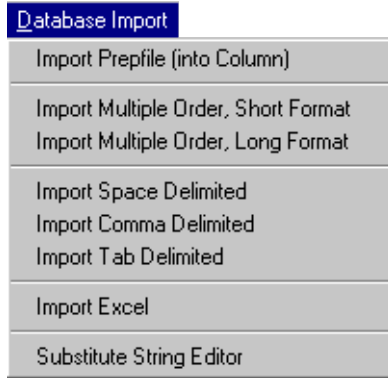 Database Import
Import Prepfile (into Column)
Import Multiple Order, Short Format
Import Multiple Order, Long Format
Import Space Delimited
Import Comma Delimited
Import Tab Delimited
Import Excel
Substitute String Editor